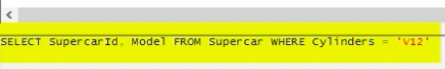 SELECT SupercarId, Model FROM Supercar WHERE Cylinders = 'V12'